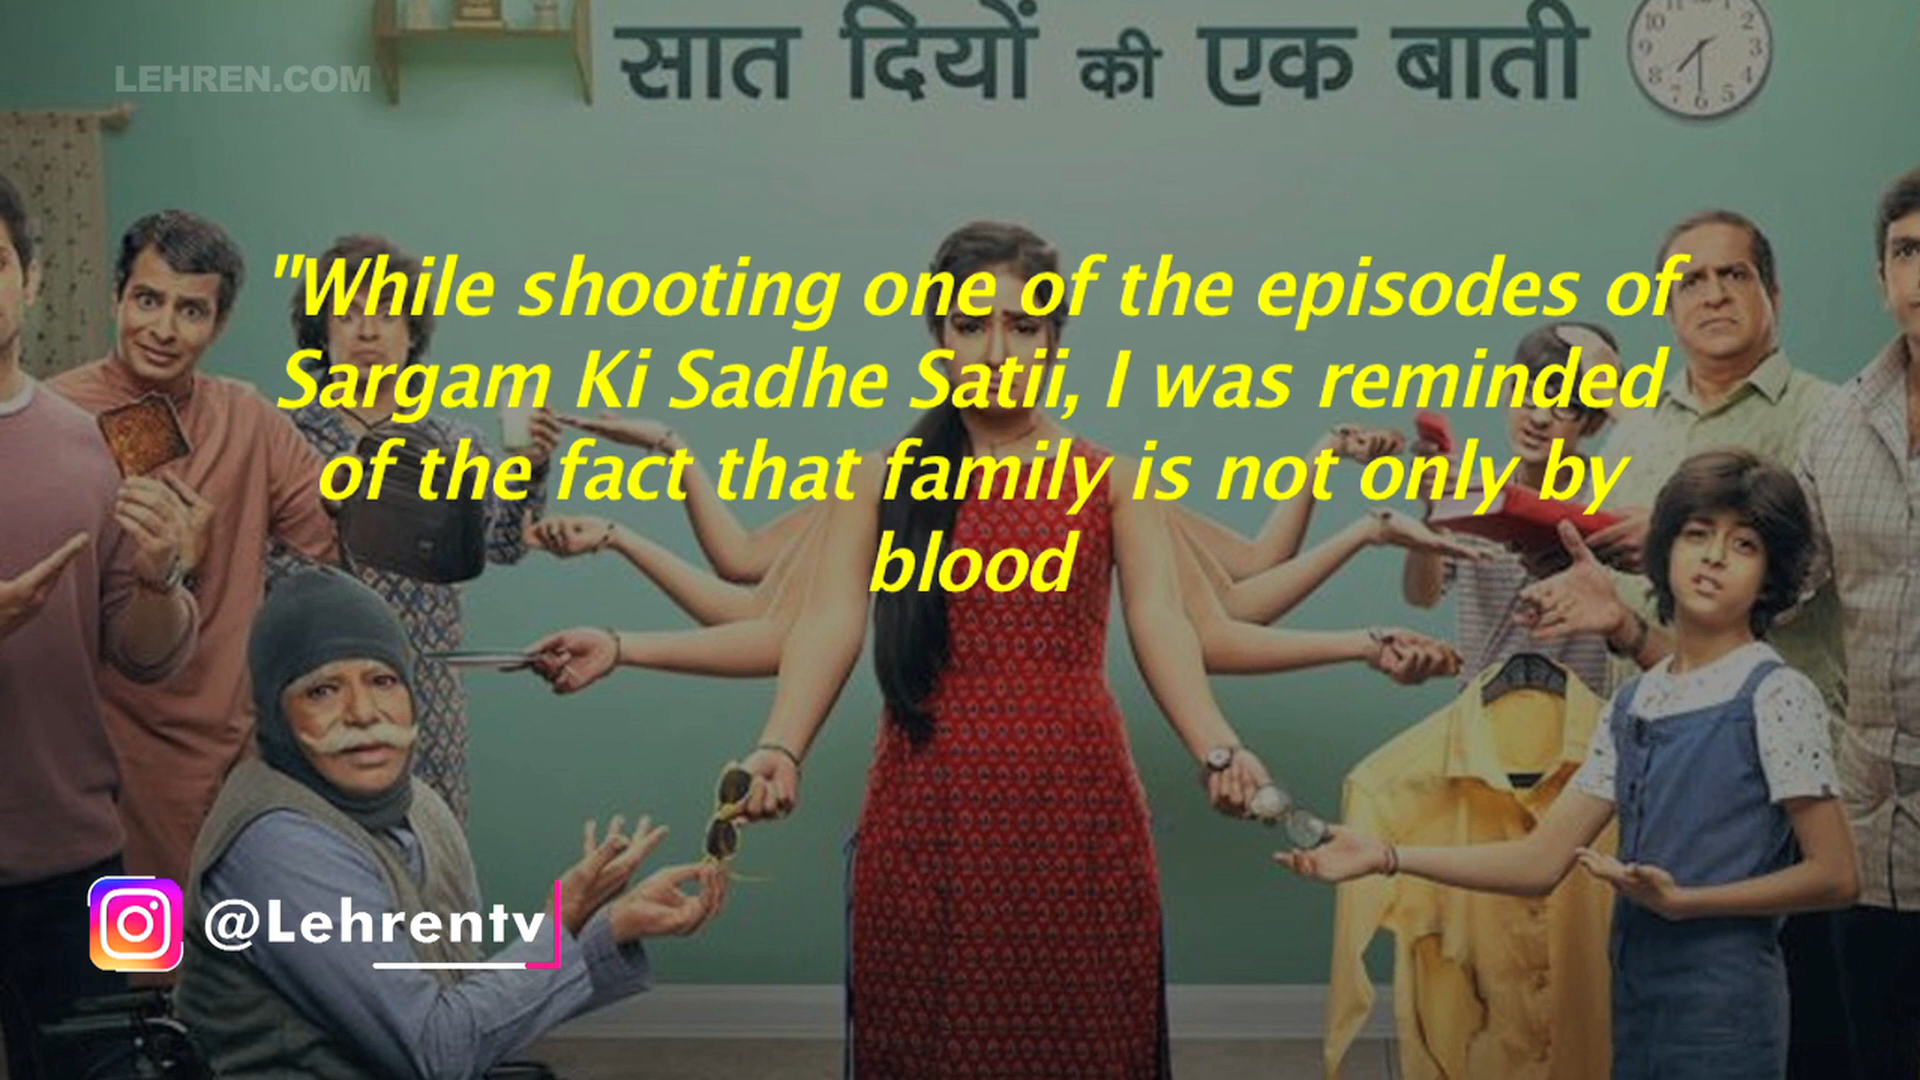 सात दियों की एक बाती
LEHREN.COM
"While shooting one of the episodes of
Sargam Ki Sadhe Satii, I was reminded
of the fact that family is not only by
blood
@Lehrentv